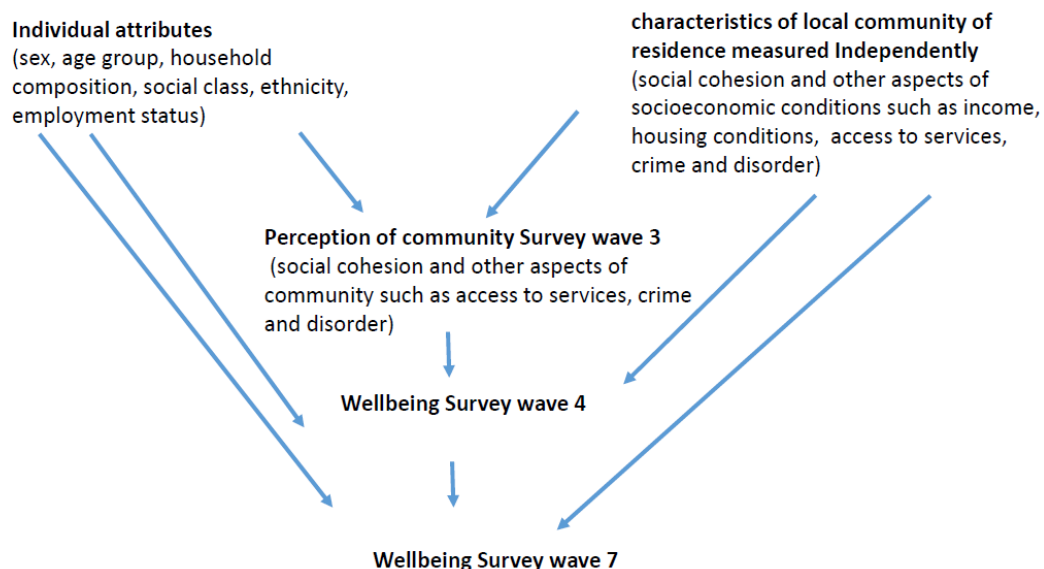 Individual attributes
(sex, age group, household
composition, social class, ethnicity,
employment status)
characteristics of local community of
residence measured Independently
(social cohesion and other aspects of
socioeconomic conditions such as income,
housing conditions,  access to services,
crime and disorder)
Perception of community Survey wave 3
(social cohesion and other aspects of
community such as access to services, crime
and disorder)
Wellbeing Survey wave 4
Wellbeing Survey wave 7